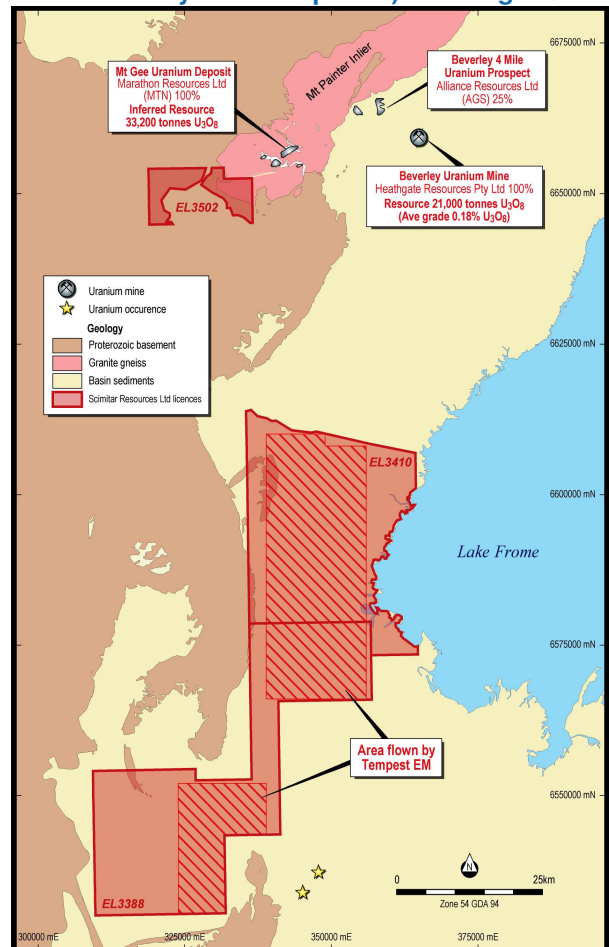 Mt Gee Uranium Deposit
Marathon Resources Ltd
(MTN) 100%
Inferred Resource
33,200 tonnes U₃O₈
Mt Painter Inlier
Beverley 4 Mile
Uranium Prospect
Alliance Resources Ltd
(AGS) 25%
6675000 mN
Beverley Uranium Mine
Heathgate Resources Pty Ltd 100%
Resource 21,000 tonnes U₃O₈
(Ave grade 0.18% U₃O₈)
6650000 mN
EL3502
Uranium mine
Uranium occurence
Geology
Proterozoic basement
Granite gneiss
Basin sediments
Scimitar Resources Ltd licences
6625000 mN
EL3410
6600000 mN
Lake Frome
6575000 mN
Area flown by
Tempest EM
6550000 mN
EL3388
N
0
25km
Zone 54 GDA 94
300000 mE
325000 mE
350000 mE
375000 mE